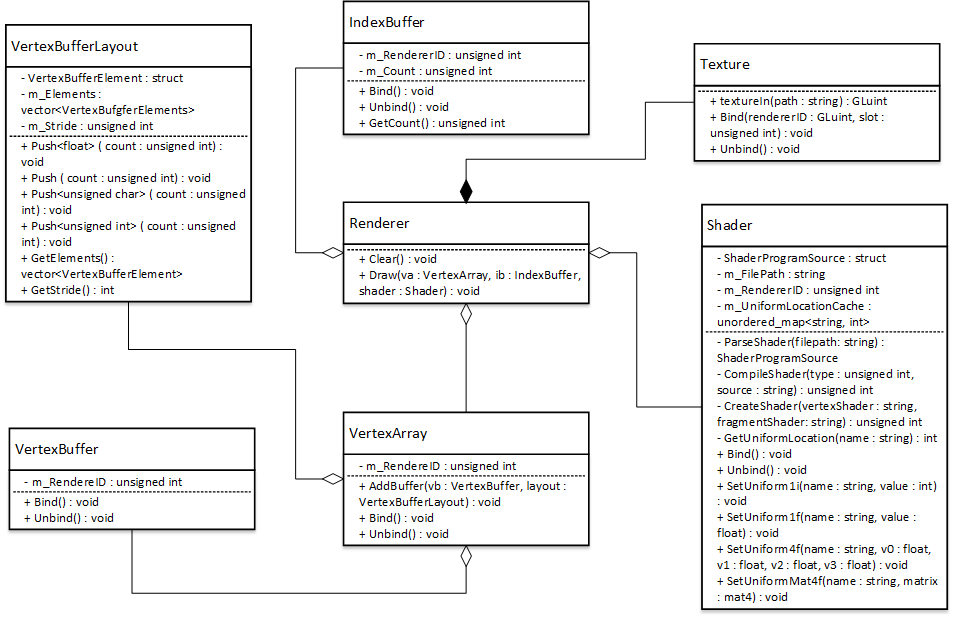 VertexBufferLayout
- VertexBufferElement : struct
- m_Elements :
vector<VertexBufgferElements>
- m_Stride : unsigned int
+ Push<float> ( count : unsigned int) :
void
+ Push ( count : unsigned int) : void
+ Push<unsigned char> ( count : unsigned
int) : void
+ Push<unsigned int> ( count : unsigned
int) : void
+ GetElements() :
vector<VertexBufferElement>
+ GetStride() : int
IndexBuffer
- m_RendererID : unsigned int
- m_Count : unsigned int
+ Bind() : void
+ Unbind() : void
+ GetCount() : unsigned int
Texture
+ textureIn(path : string) : GLuint
+ Bind(rendererID : GLuint, slot :
unsigned int) : void
+ Unbind() : void
Renderer
+ Clear() : void
+ Draw(va : VertexArray, ib : IndexBuffer,
shader : Shader) : void
Shader
- ShaderProgramSource : struct
- m_FilePath : string
- m_RendererID : unsigned int
- m_UniformLocationCache :
unordered_map<string, int>
- ParseShader(filepath: string) :
ShaderProgramSource
- CompileShader(type : unsigned int,
source : string) : unsigned int
- CreateShader(vertexShader : string,
fragmentShader: string) : unsigned int
- GetUniformLocation(name : string) : int
+ Bind() : void
+ Unbind() : void
+ SetUniform1i(name : string, value : int)
: void
+ SetUniform1f(name : string, value :
float) : void
+ SetUniform4f(name : string, v0 : float,
v1 : float, v2 : float, v3 : float) : void
+ SetUniformMat4f(name : string, matrix
: mat4) : void
VertexBuffer
- m_RendereID : unsigned int
+ Bind() : void
+ Unbind() : void
VertexArray
- m_RendereID : unsigned int
+ AddBuffer(vb : VertexBuffer, layout :
VertexBufferLayout) : void
+ Bind() : void
+ Unbind() : void